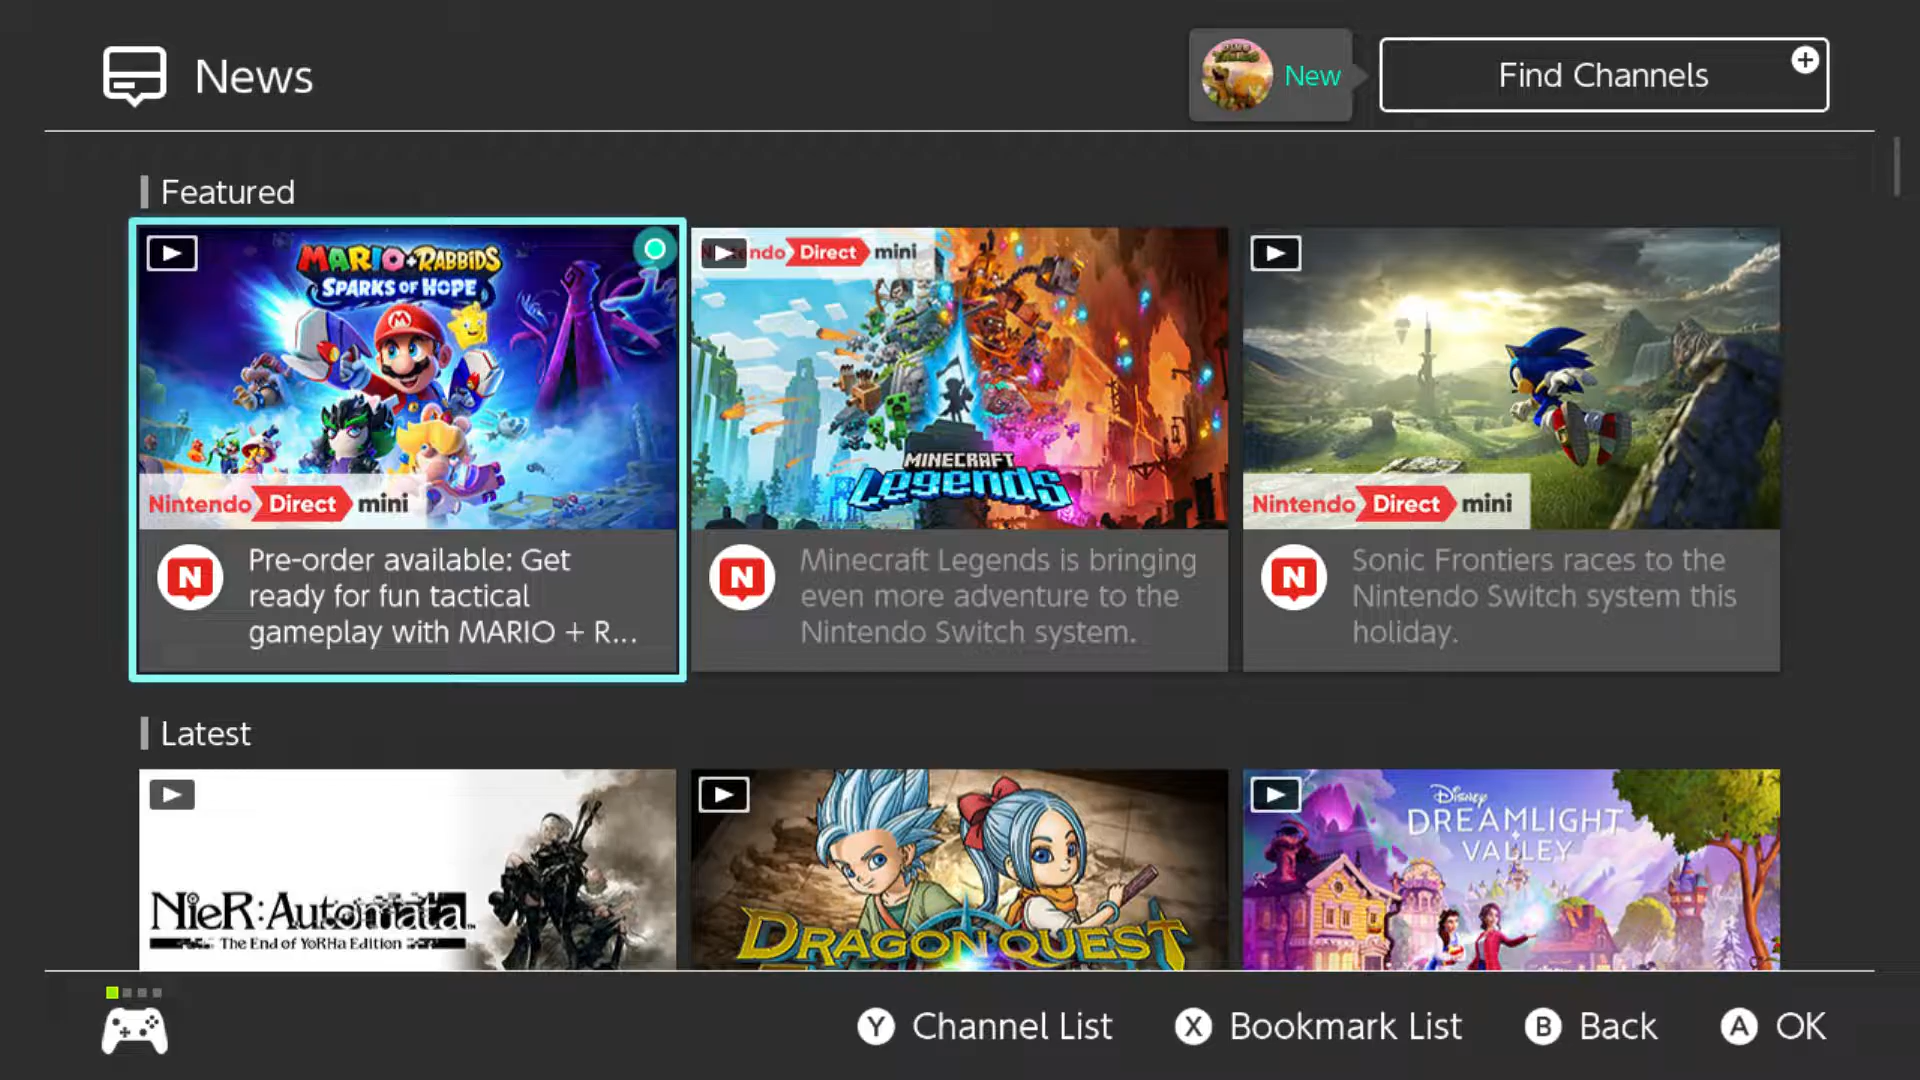 News
New
Find Channels
Featured
MARIO + RABBIDS
SPARKS OF HOPE
Nintendo Direct mini
Pre-order available: Get
ready for fun tactical
gameplay with MARIO + R...
ndo Direct mini
MINECRAFT
Legends
Minecraft Legends is bringing
even more adventure to the
Nintendo Switch system.
Nintendo Direct mini
Sonic Frontiers races to the
Nintendo Switch system this
holiday.
Latest
NieR:Automata™
The End of YoRHa Edition
DRAGON QUEST
Disney
DREAMLIGHT
VALLEY
Y Channel List
X Bookmark List
B Back
A OK